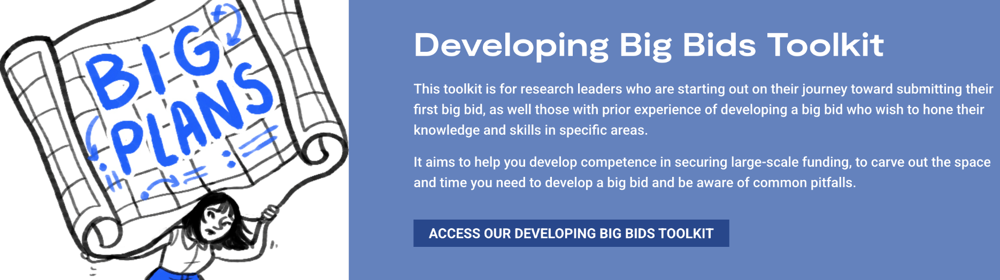 BIG
PLANS
Developing Big Bids Toolkit
This toolkit is for research leaders who are starting out on their journey toward submitting their
first big bid, as well those with prior experience of developing a big bid who wish to hone their
knowledge and skills in specific areas.
It aims to help you develop competence in securing large-scale funding, to carve out the space
and time you need to develop a big bid and be aware of common pitfalls.
ACCESS OUR DEVELOPING BIG BIDS TOOLKIT